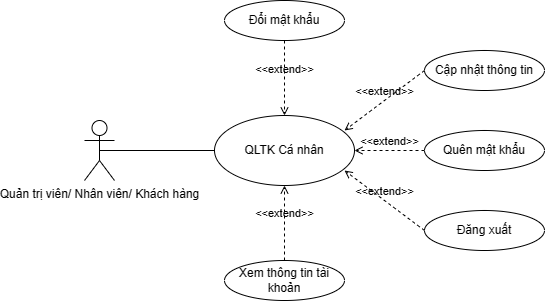 Đổi mật khẩu
<<extend>>
Cập nhật thông tin
<<extend>>
QLTK Cá nhân
<<extend>>
Quên mật khẩu
Quản trị viên/ Nhân viên/ Khách hàng
<<extend>>
<<extend>>
Đăng xuất
Xem thông tin tài
khoản